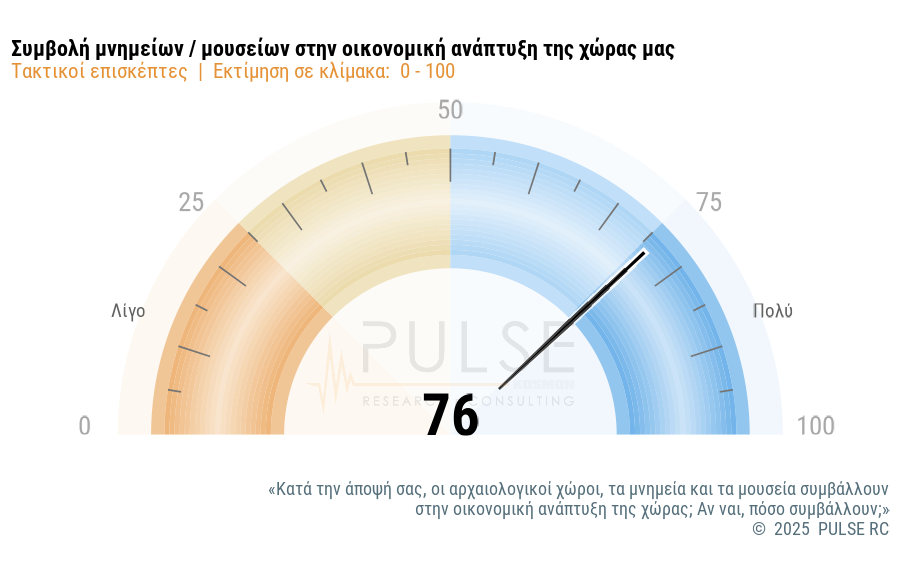 Συμβολή μνημείων / μουσείων στην οικονομική ανάπτυξη της χώρας μας
Τακτικοί επισκέπτες | Εκτίμηση σε κλίμακα: 0 - 100
50
25
75
Λίγο
Πολύ
PULSE
RESEARCH CONSULTING
76
0
100
«Κατά την άποψή σας, οι αρχαιολογικοί χώροι, τα μνημεία και τα μουσεία συμβάλλουν
στην οικονομική ανάπτυξη της χώρας; Αν ναι, πόσο συμβάλλουν;»
© 2025 PULSE RC